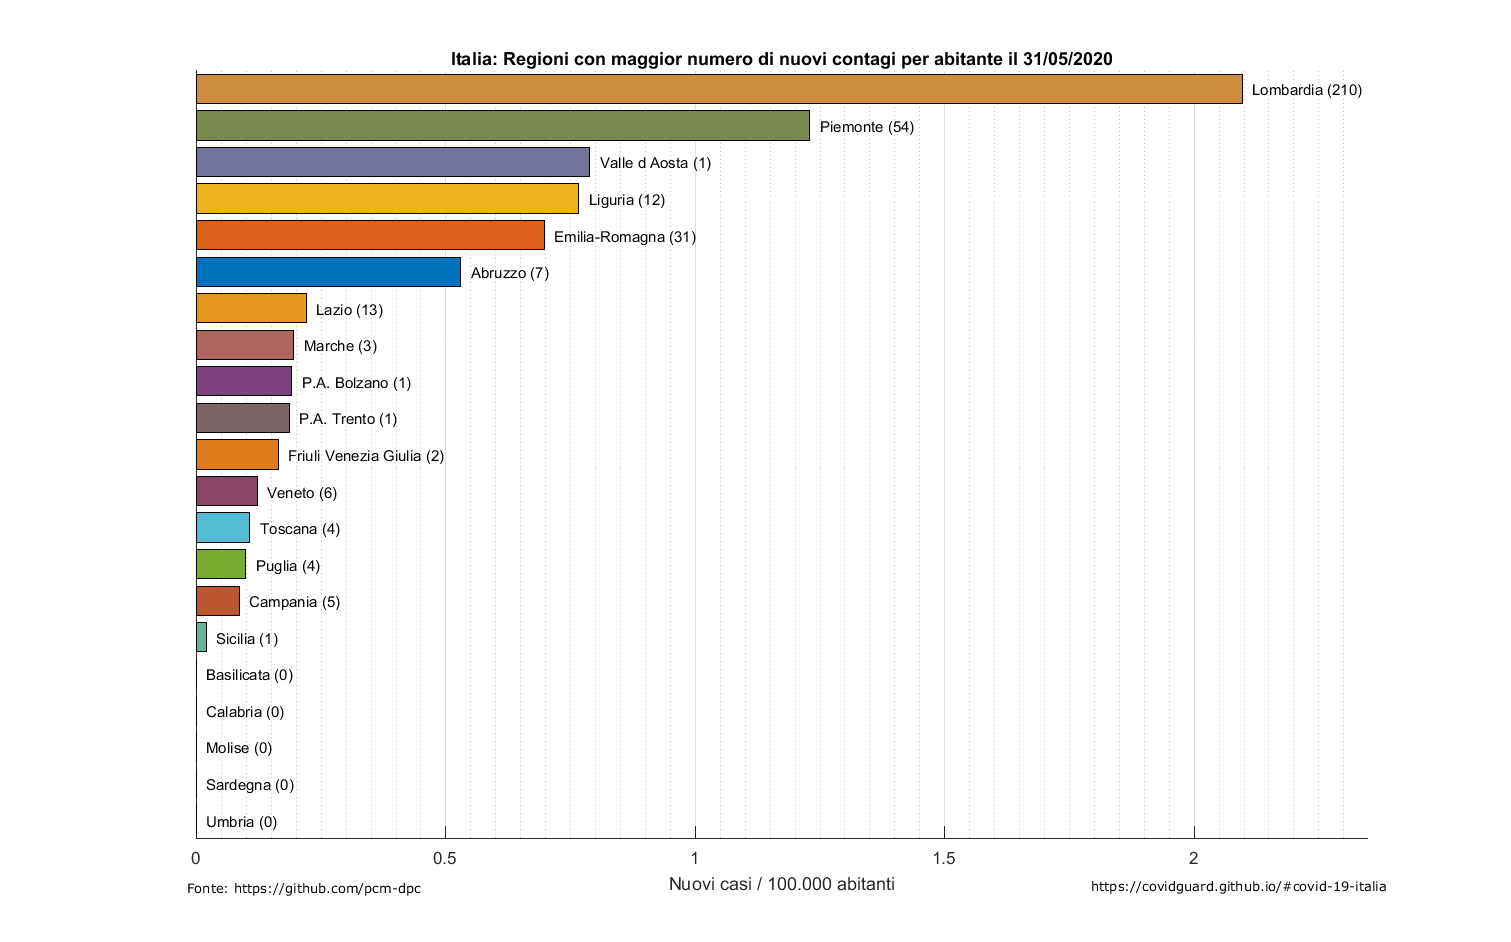 Italia: Regioni con maggior numero di nuovi contagi per abitante il 31/05/2020
Lombardia (210)
Piemonte (54)
Valle d Aosta (1)
Liguria (12)
Emilia-Romagna (31)
Abruzzo (7)
Lazio (13)
Marche (3)
P.A. Bolzano (1)
P.A. Trento (1)
Friuli Venezia Giulia (2)
Veneto (6)
Toscana (4)
Puglia (4)
Campania (5)
Sicilia (1)
Basilicata (0)
Calabria (0)
Molise (0)
Sardegna (0)
Umbria (0)
0 0.5 1 1.5 2
Nuovi casi / 100.000 abitanti
Fonte: https://github.com/pcm-dpc
https://covidguard.github.io/#covid-19-italia